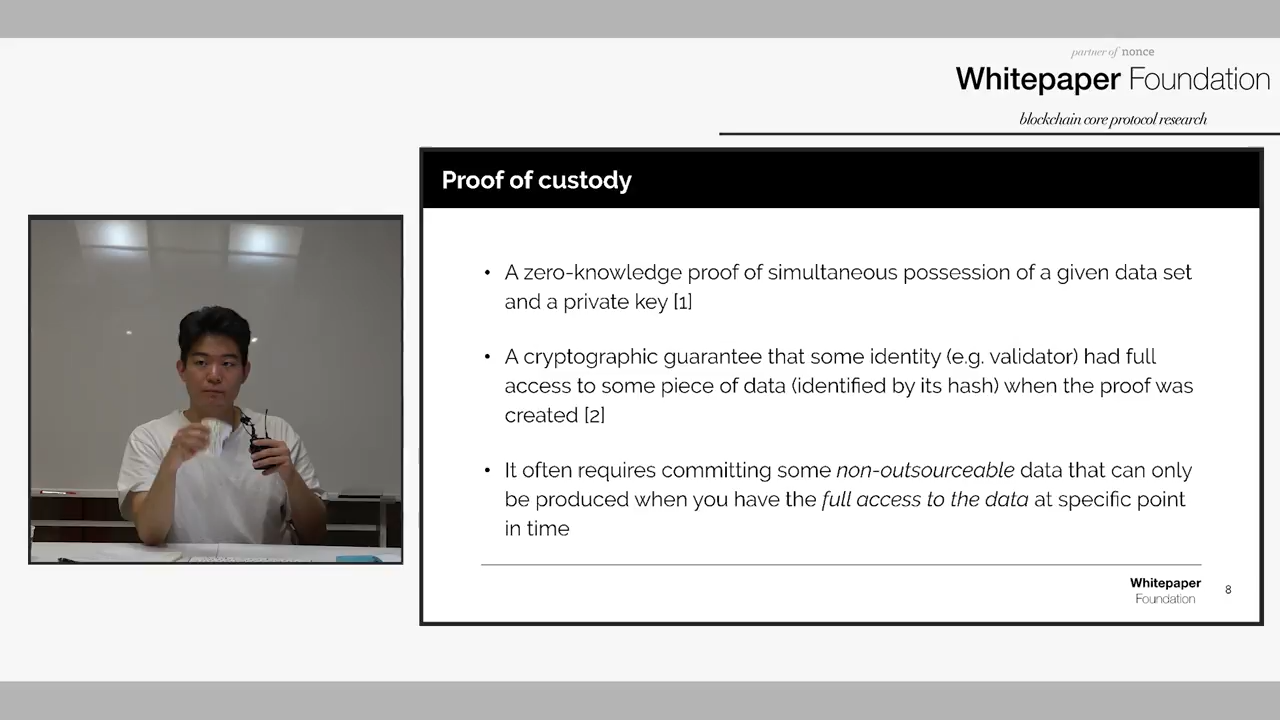 partner of nonce
Whitepaper Foundation
blockchain core protocol research
Proof of custody
• A zero-knowledge proof of simultaneous possession of a given data set
and a private key [1]
• A cryptographic guarantee that some identity (e.g. validator) had full
access to some piece of data (identified by its hash) when the proof was
created [2]
• It often requires committing some non-outsourceable data that can only
be produced when you have the full access to the data at specific point
in time
Whitepaper
Foundation
8